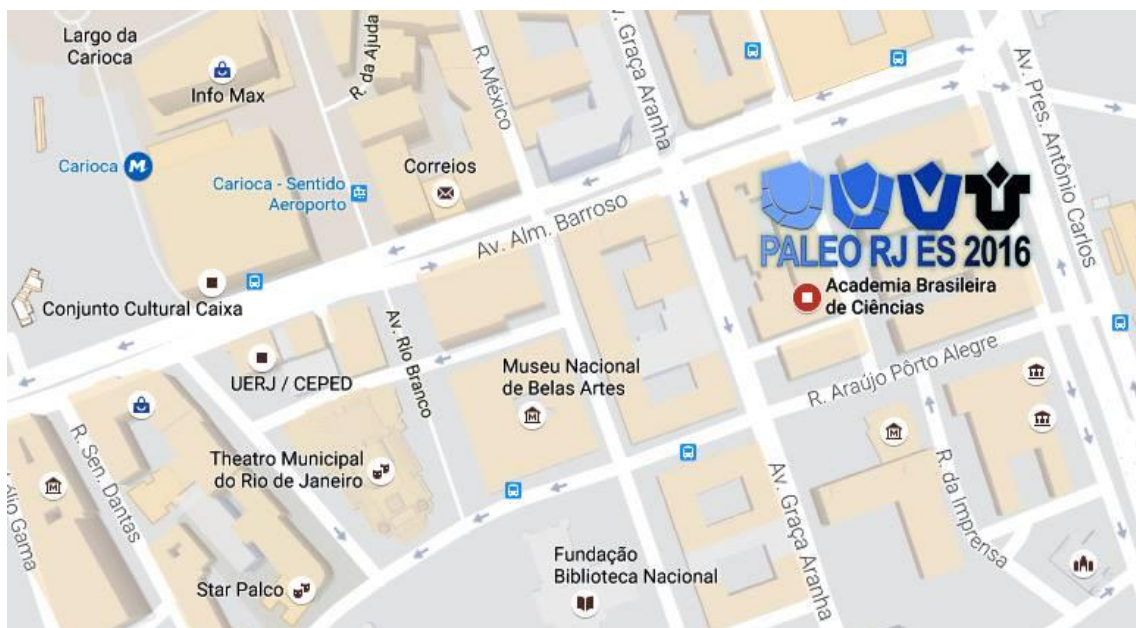 Largo da
Carioca
Info Max
R. da Ajuda
R. México
Av. Graça Aranha
Av. Pres. Antônio Carlos
Carioca
M
Carioca - Sentido
Aeroporto
Correios
Av. Alm. Barroso
PALEO RJ ES 2016
Academia Brasileira
de Ciências
Conjunto Cultural Caixa
UERJ / CEPED
Av. Rio Branco
Museu Nacional
de Belas Artes
R. Araújo Pôrto Alegre
R. Sen. Dantas
Theatro Municipal
do Rio de Janeiro
Av. Graça Aranha
R. da Imprensa
Star Palco
Fundação
Biblioteca Nacional